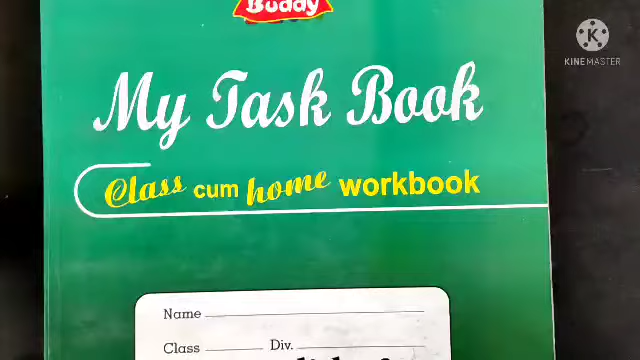 Buddy
K
KINEMASTER
My Task Book
Class cum home workbook
Name
Class Div.